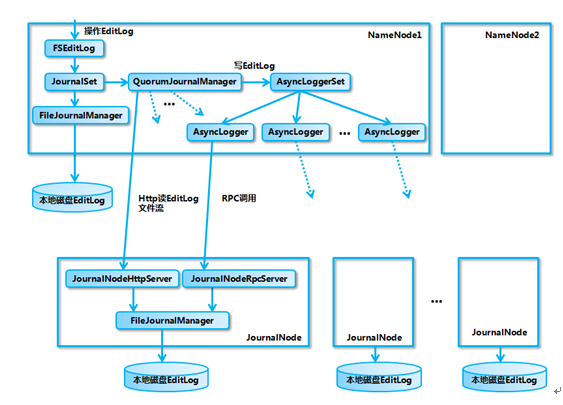 操作EditLog
NameNode1
NameNode2
FSEditLog
写EditLog
JournalSet
QuorumJournalManager
AsyncLoggerSet
...
FileJournalManager
AsyncLogger
AsyncLogger
...
AsyncLogger
本地磁盘EditLog
Http读EditLog
文件流
RPC调用
JournalNodeHttpServer
JournalNodeRpcServer
...
FileJournalManager
JournalNode
JournalNode
JournalNode
本地磁盘EditLog
本地磁盘EditLog
本地磁盘EditLog